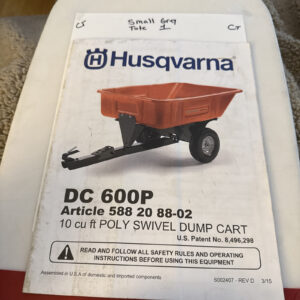 Small Grey
Tote 1
Husqvarna
DC 600P
Article 588 20 88-02
10 cu ft POLY SWIVEL DUMP CART
U.S. Patent No. 8,496,298
READ AND FOLLOW ALL SAFETY RULES AND OPERATING
INSTRUCTIONS BEFORE USING THIS EQUIPMENT
Assembled in U.S.A of domestic and imported components
S002407 - REV D 3/15